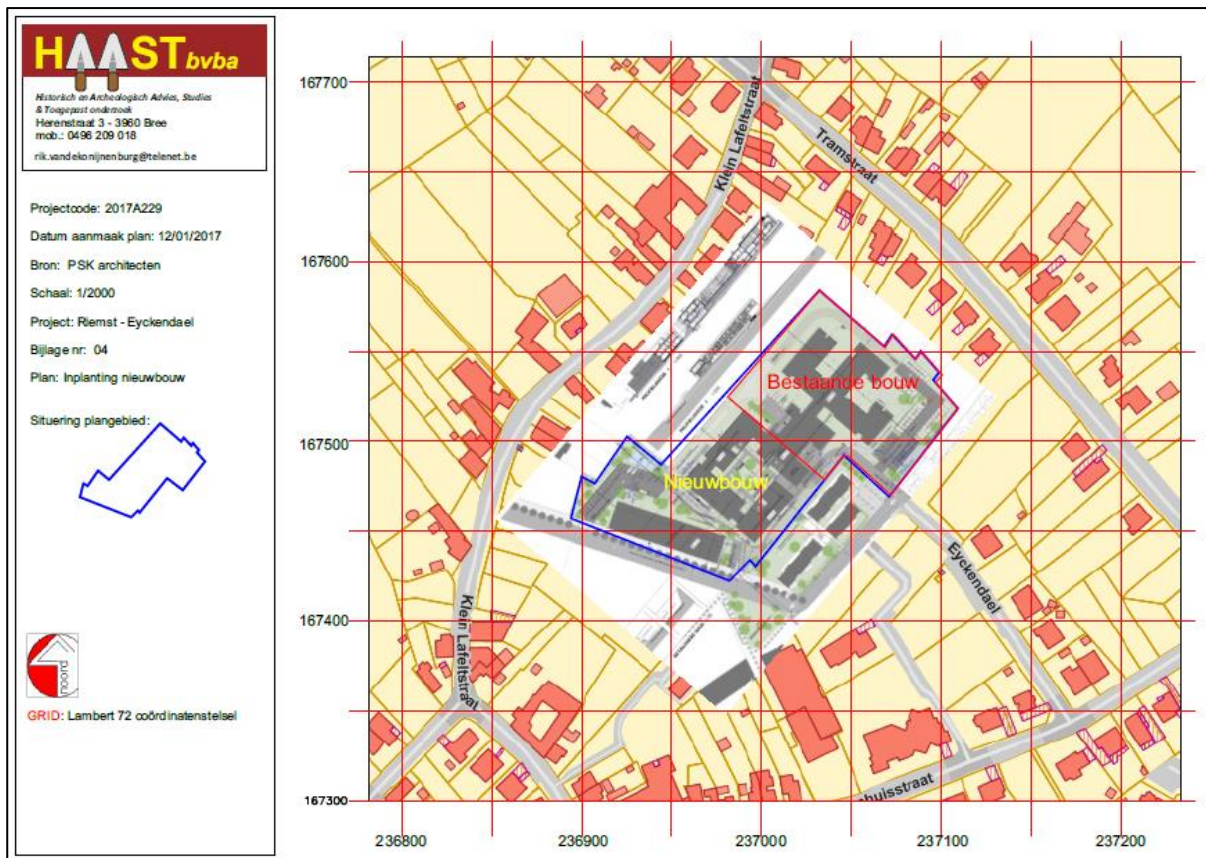 HAAST bvba
Historisch en Archeologisch Advies, Studies
& Toegepast onderzoek
Herenstraat 3 - 3960 Bree
mob.: 0496 209 018
rik.vandekonijnenburg@telenet.be
Projectcode: 2017A229
Datum aanmaak plan: 12/01/2017
Bron: PSK architecten
Schaal: 1/2000
Project: Riemst - Eyckendael
Bijlage nr: 04
Plan: Inplanting nieuwbouw
Situering plangebied:
noord
GRID: Lambert 72 coördinatenstelsel
167700
167600
167500
167400
167300
236800
236900
237000
237100
237200
Klein Lafeltstraat
Tramstraat
Bestaande bouw
Nieuwbouw
Eyckendael
Klein Lafeltstraat
huisstraat